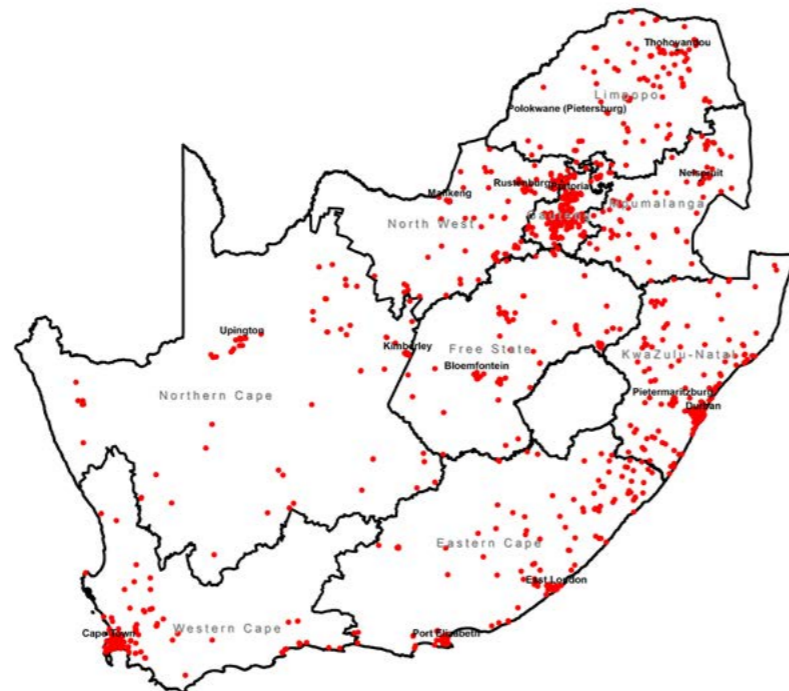 Thohoyandou
Limpopo
Polokwane (Pietersburg)
Nelspruit
Rustenburg
Pretoria
Mafikeng
Mpumalanga
Gauteng
North West
Upington
Kimberley
Free State
KwaZulu-Natal
Bloemfontein
Northern Cape
Pietermaritzburg
Durban
Eastern Cape
East London
Western Cape
Cape Town
Port Elizabeth